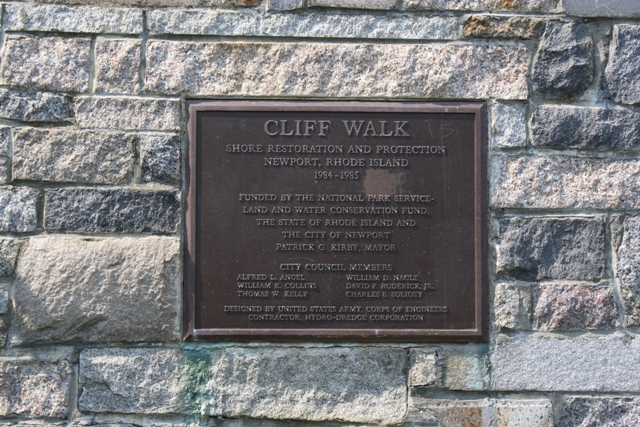 CLIFF WALK
SHORE RESTORATION AND PROTECTION
NEWPORT, RHODE ISLAND
1984-1985
FUNDED BY THE NATIONAL PARK SERVICE-
LAND AND WATER CONSERVATION FUND,
THE STATE OF RHODE ISLAND AND
THE CITY OF NEWPORT
PATRICK G. KIRBY, MAYOR
CITY COUNCIL MEMBERS
ALFRED L. ANGEL WILLIAM D. NAGLE
WILLIAM K. COLLINS DAVID F. RODERICK, JR.
THOMAS W. KELLY CHARLES S.
DESIGNED BY UNITED STATES ARMY, CORPS OF ENGINEERS
CONTRACTOR, HYDRO-DREDGE CORPORATION